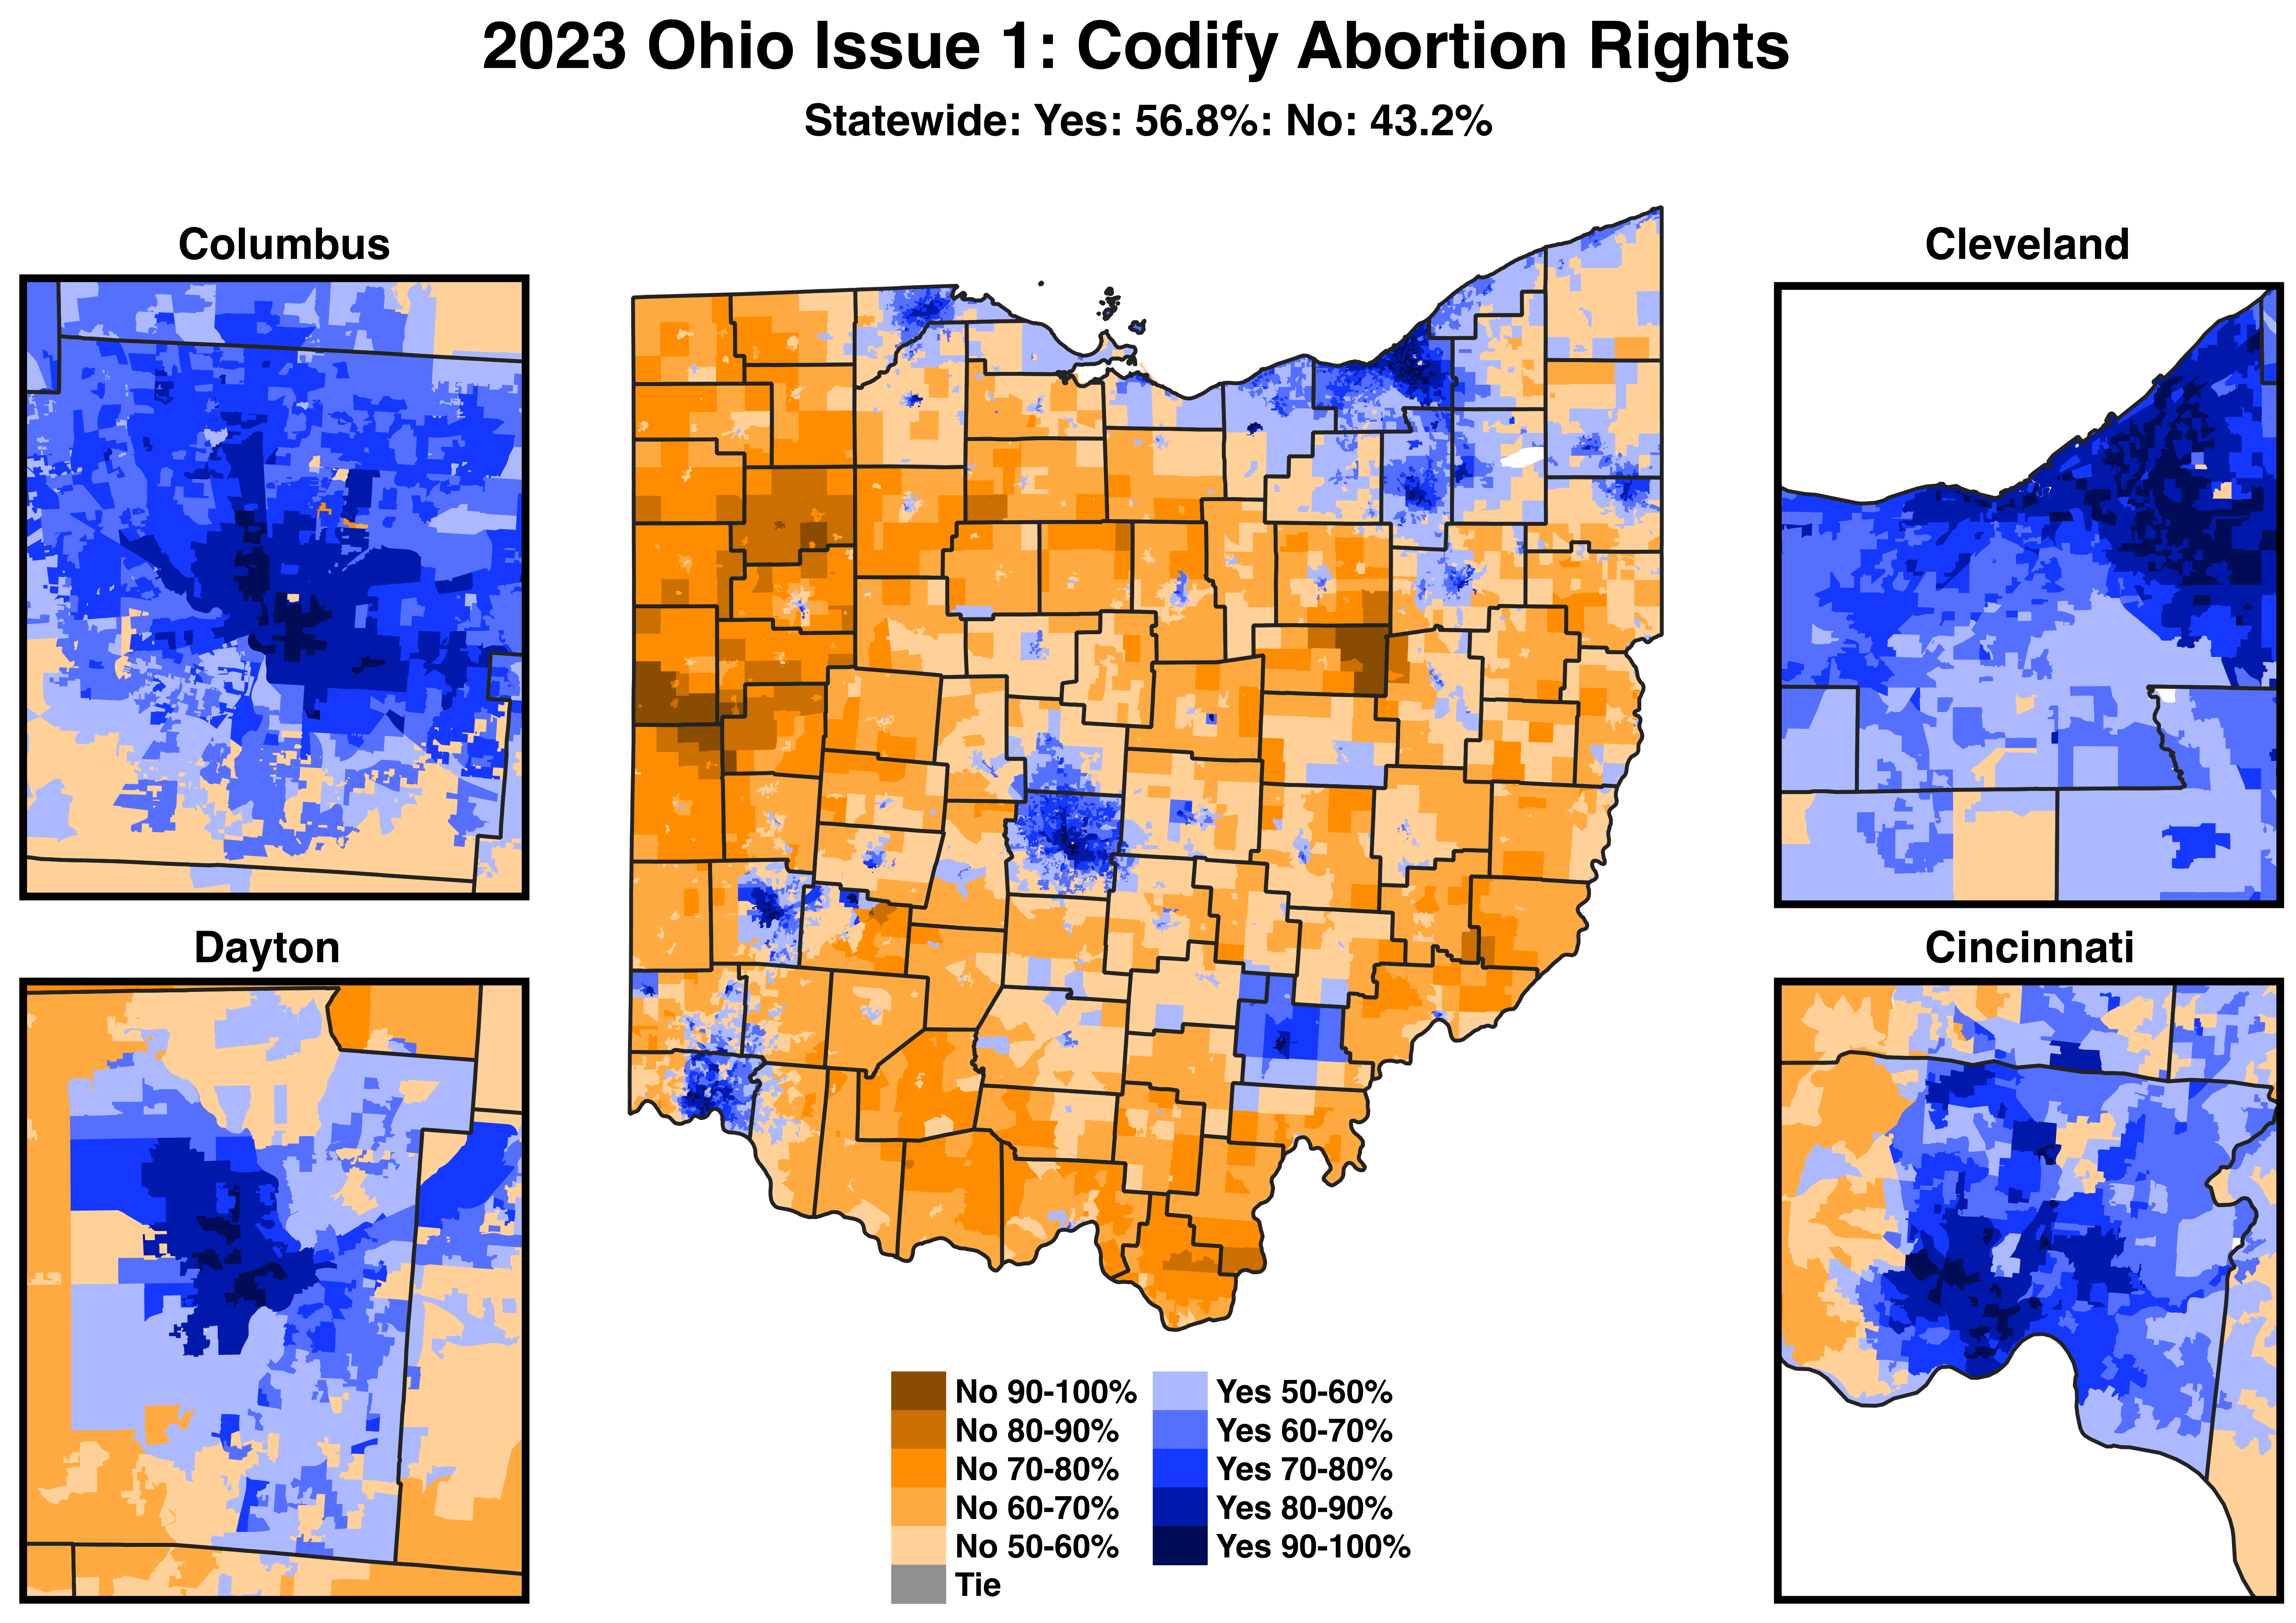 2023 Ohio Issue 1: Codify Abortion Rights
Statewide: Yes: 56.8%: No: 43.2%
Columbus
Cleveland
Dayton
Cincinnati
No 90-100%
No 80-90%
No 70-80%
No 60-70%
No 50-60%
Tie
Yes 50-60%
Yes 60-70%
Yes 70-80%
Yes 80-90%
Yes 90-100%